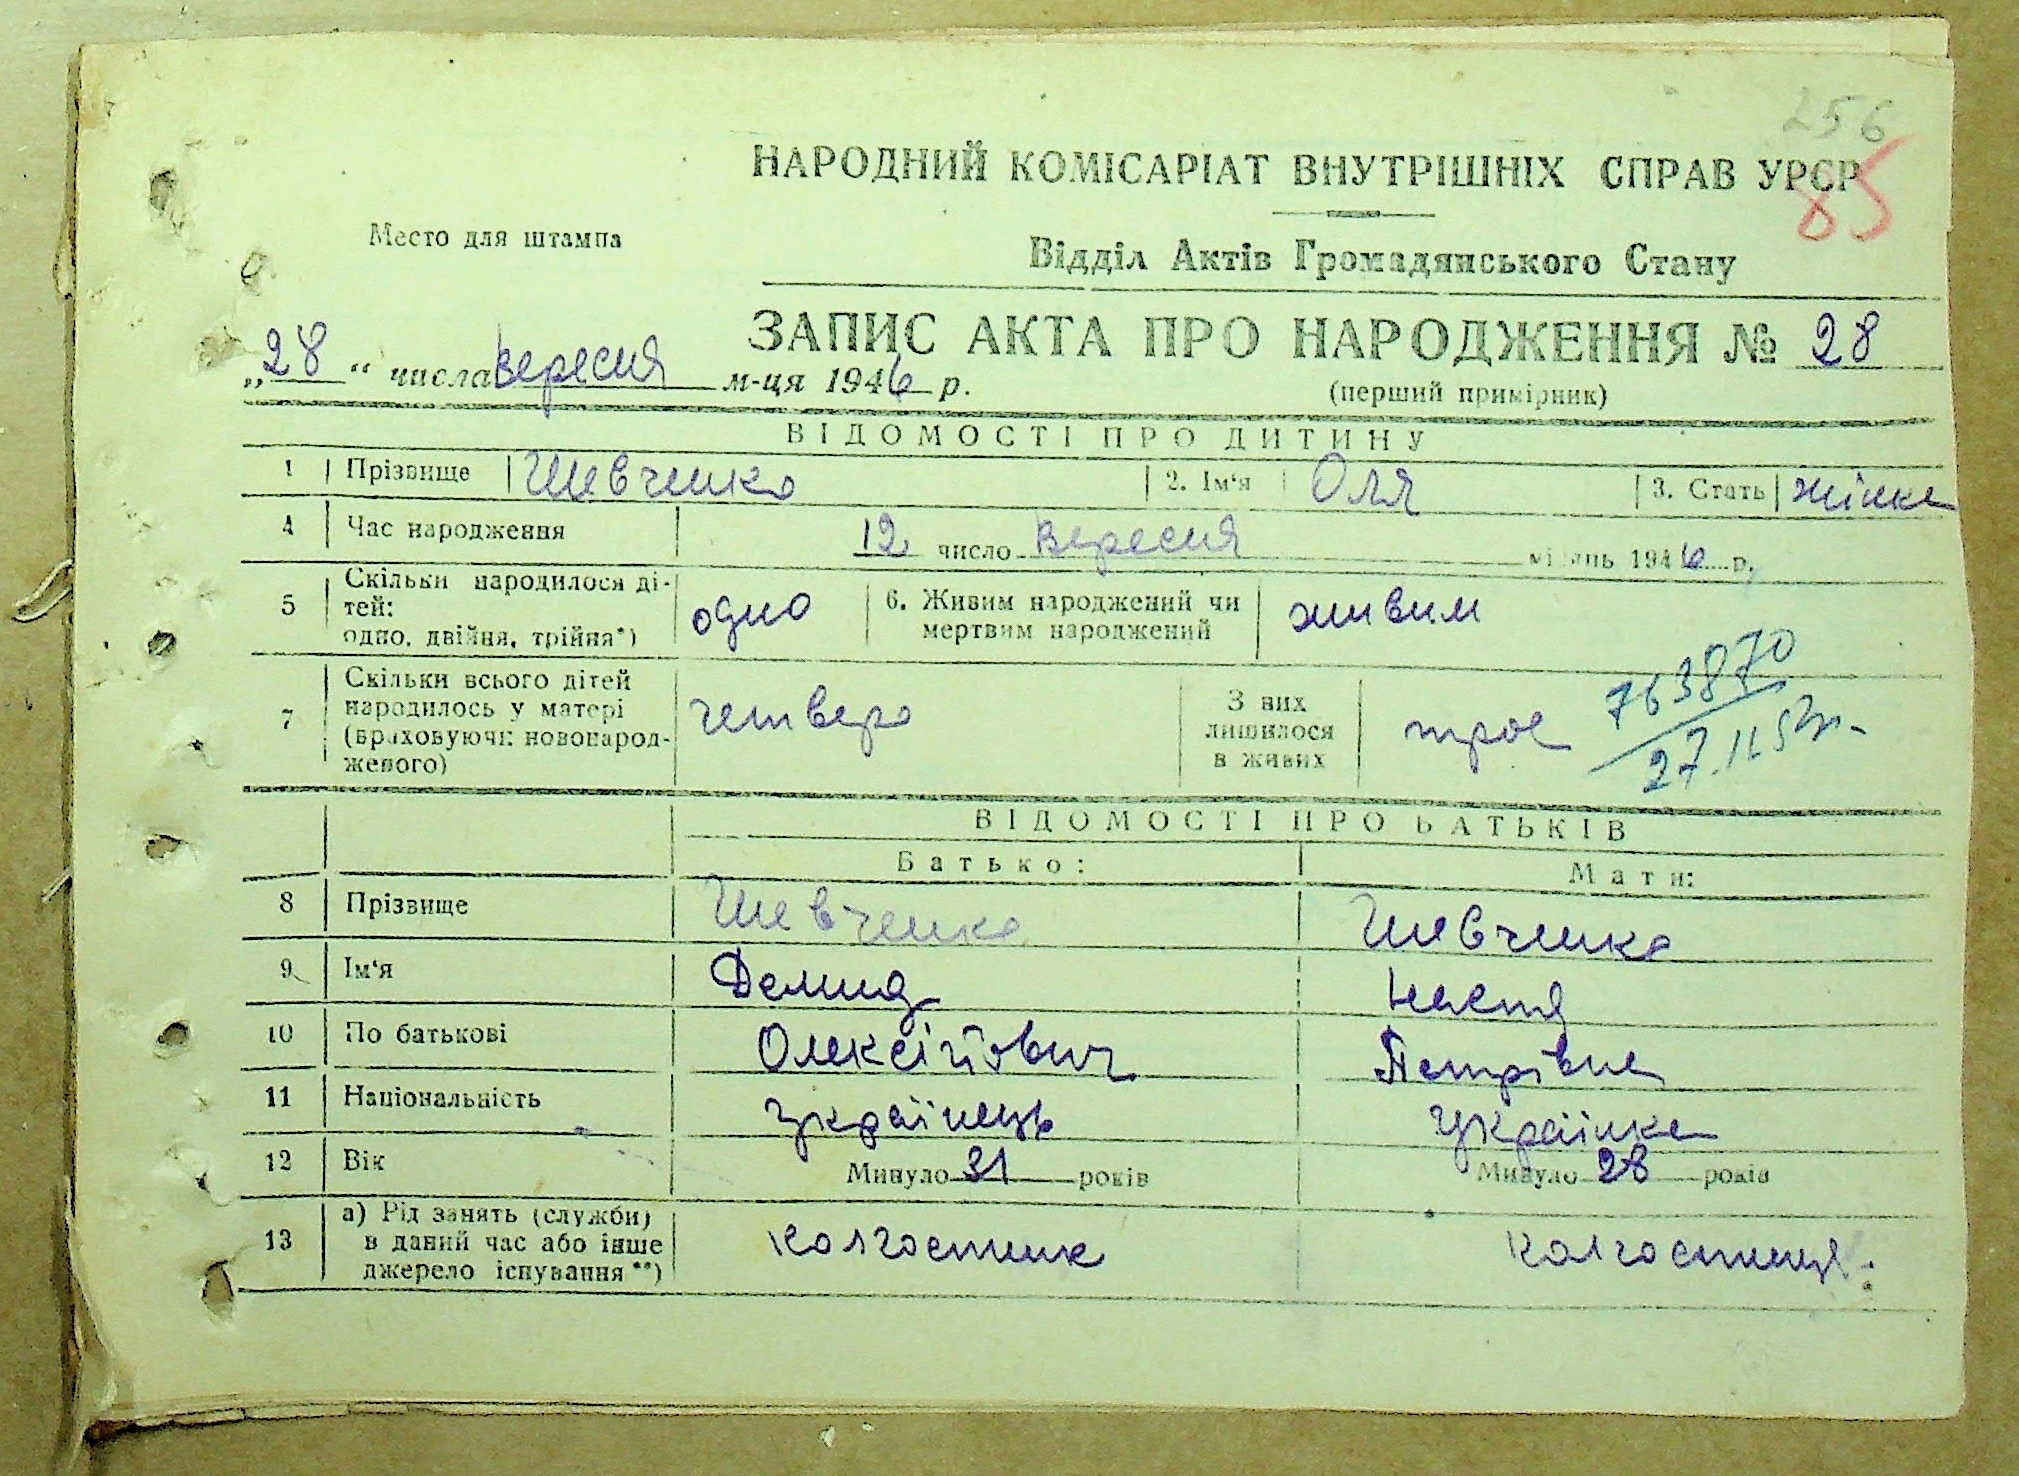 256
НАРОДНИЙ КОМІСАРІАТ ВНУТРІШНІХ СПРАВ УРСР
85
Место для штампа
Відділ Актів Громадянського Стану
ЗАПИС АКТА ПРО НАРОДЖЕННЯ № 28
„28“ числа вересня м-ця 1946 р.
(перший примірник)
ВІДОМОСТІ ПРО ДИТИНУ
1 Прізвище Шевченко 2. Ім‘я Оля 3. Стать жінка
4 Час народження 12 число вересня місяць 1946 р.
5 Скільки народилося ді-
тей:
одно, двійня, трійня*) одно 6. Живим народжений чи
мертвим народжений живим
7 Скільки всього дітей
народилось у матері
(враховуючи новонарод-
женого) четверо З них
лишилося
в живих троє
763870
27.11.53р.
ВІДОМОСТІ ПРО БАТЬКІВ
Батько: Мати:
8 Прізвище Шевченко Шевченко
9 Ім‘я Демид Настя
10 По батькові Олексійович Петрівна
11 Національність Українець Українка
12 Вік Минуло 31 років Минуло 28 років
13 а) Рід занять (служби)
в даний час або інше
джерело існування **) колгоспник колгоспниця